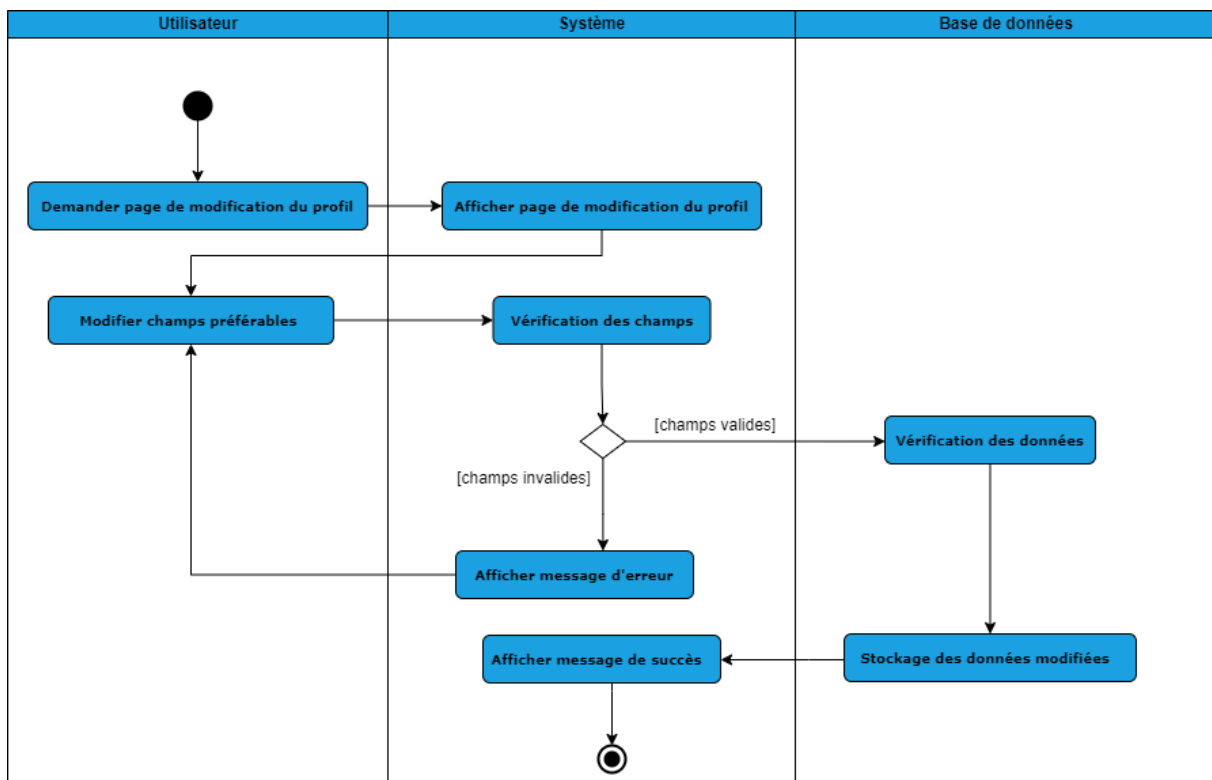 Utilisateur
Système
Base de données
Demander page de modification du profil
Afficher page de modification du profil
Modifier champs préférables
Vérification des champs
[champs valides]
Vérification des données
[champs invalides]
Afficher message d'erreur
Afficher message de succès
Stockage des données modifiées